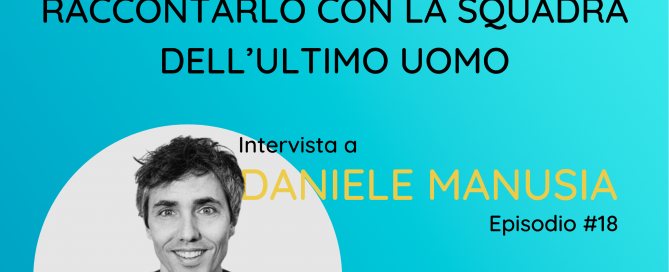 RACCONTARLO CON LA SQUADRA
DELL’ULTIMO UOMO
Intervista a
DANIELE MANUSIA
Episodio #18